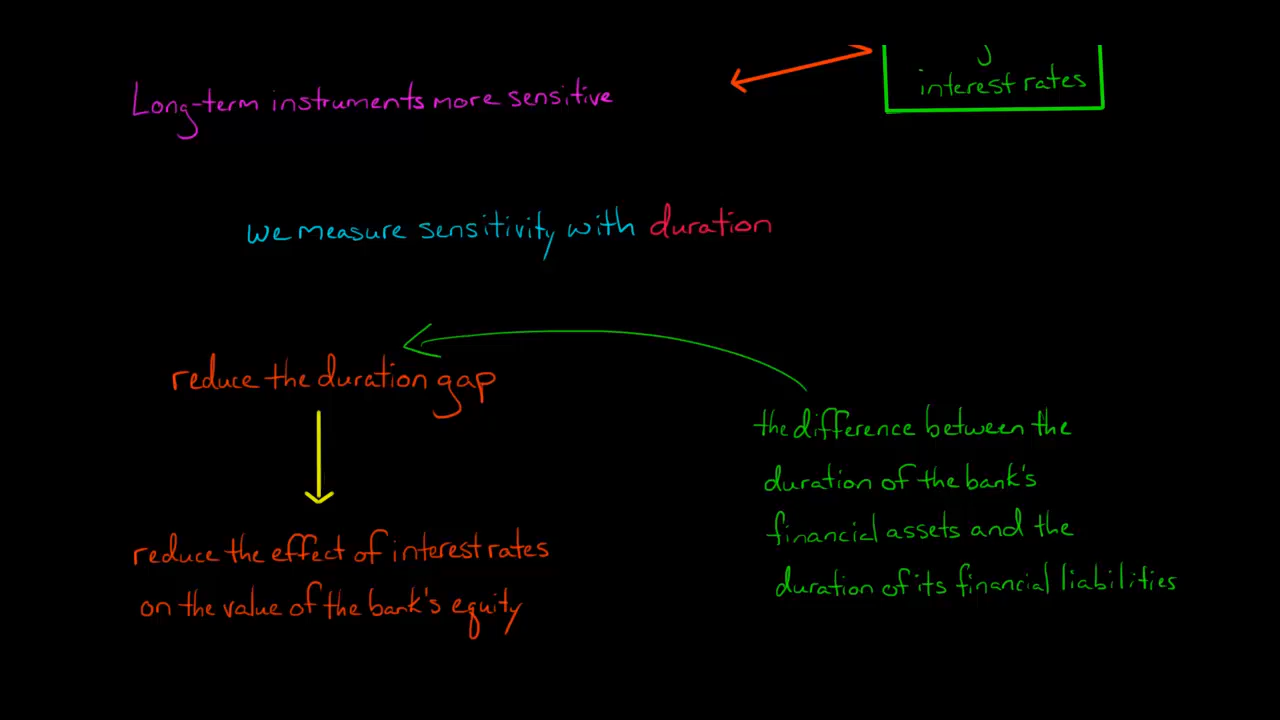 Long-term instruments more sensitive
interest rates
we measure sensitivity with duration
reduce the duration gap
the difference between the
duration of the bank's
financial assets and the
duration of its financial liabilities
reduce the effect of interest rates
on the value of the bank's equity